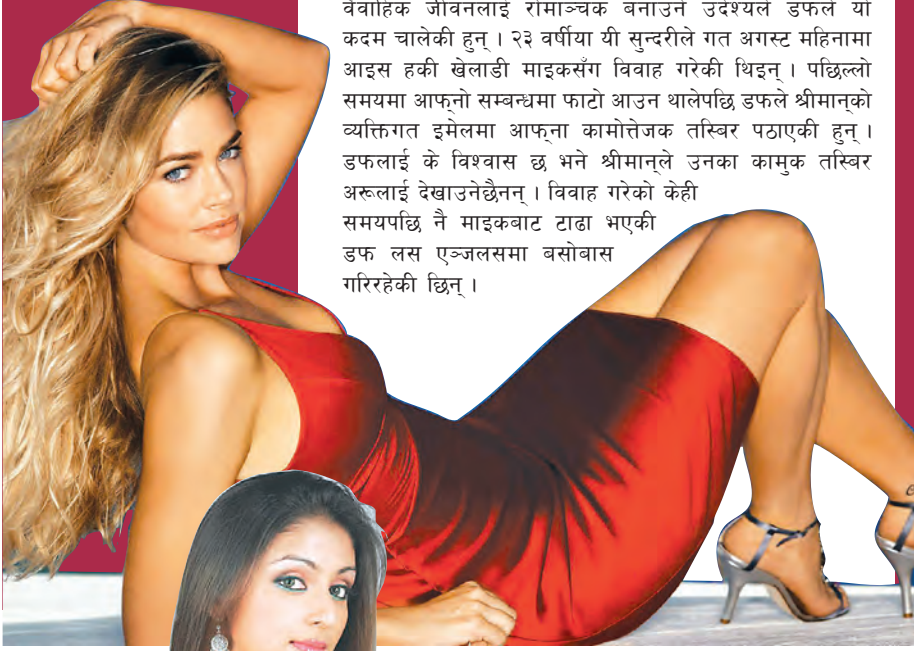 वैवाहिक जीवनलाई रोमाञ्चक बनाउने उद्देश्यले डफले यो
कदम चालेकी हुन् । २३ वर्षीया यी सुन्दरीले गत अगस्ट महिनामा
आइस हकी खेलाडी माइकसँग विवाह गरेकी थिइन् । पछिल्लो
समयमा आफ्नो सम्बन्धमा फाटो आउन थालेपछि डफले श्रीमान्‌को
व्यक्तिगत इमेलमा आफ्ना कामोत्तेजक तस्बिर पठाएकी हुन् ।
डफलाई के विश्वास छ भने श्रीमान्‌ले उनका कामुक तस्बिर
अरूलाई देखाउनेछैनन् । विवाह गरेको केही
समयपछि नै माइकबाट टाढा भएकी
डफ लस एञ्जलसमा बसोबास
गरिरहेकी छिन् ।